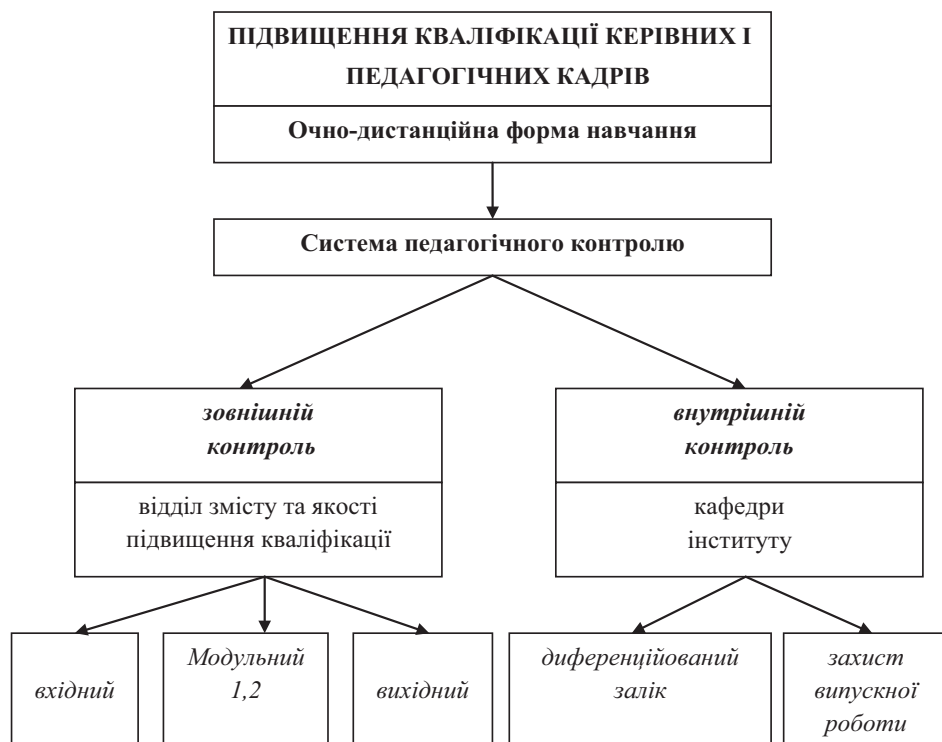 ПІДВИЩЕННЯ КВАЛІФІКАЦІЇ КЕРІВНИХ І
ПЕДАГОГІЧНИХ КАДРІВ
Очно-дистанційна форма навчання
Система педагогічного контролю
зовнішній
контроль
відділ змісту та якості
підвищення кваліфікації
внутрішній
контроль
кафедри
інституту
вхідний
Модульний
1,2
вихідний
диференційований
залік
захист
випускної
роботи